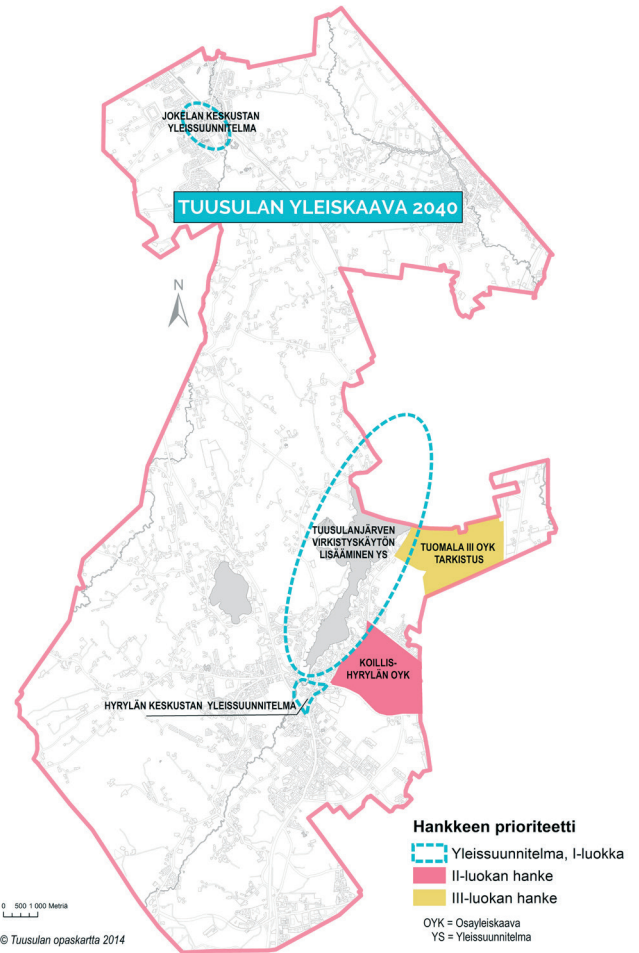 JOKELAN KESKUSTAN
YLEISSUUNNITELMA
TUUSULAN YLEISKAAVA 2040
N
TUUSULANJÄRVEN
VIRKISTYSKÄYTÖN
LISÄÄMINEN YS
TUOMALA III OYK
TARKISTUS
KOILLIS-
HYRYLÄN OYK
HYRYLÄN KESKUSTAN YLEISSUUNNITELMA
Hankkeen prioriteetti
Yleissuunnitelma, I-luokka
II-luokan hanke
III-luokan hanke
OYK = Osayleiskaava
YS = Yleissuunnitelma
0 500 1 000 Metriä
© Tuusulan opaskartta 2014